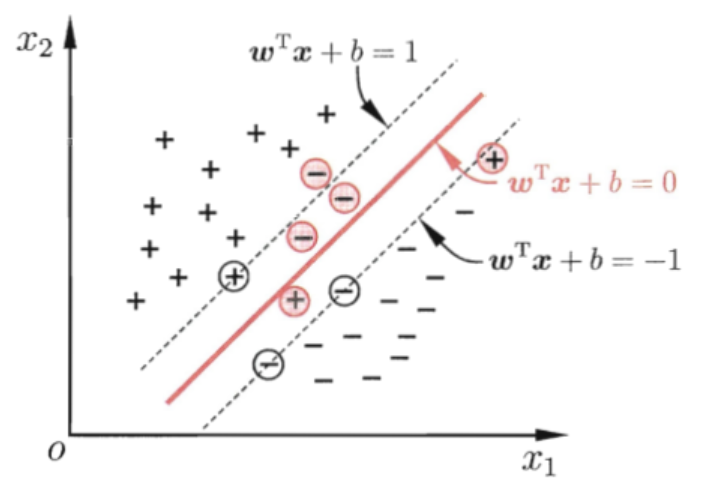 x₂
wᵀx + b = 1
wᵀx + b = 0
wᵀx + b = −1
O
x₁